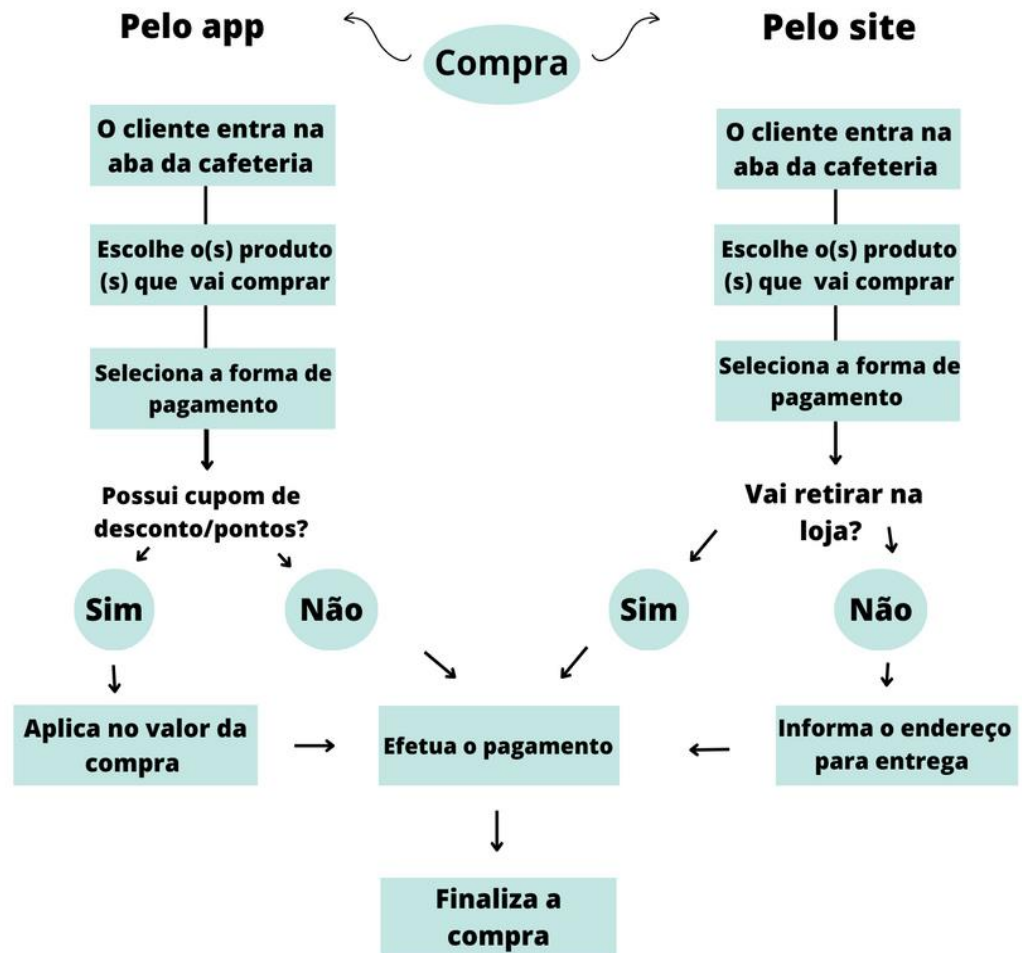 Compra
Pelo app
O cliente entra na
aba da cafeteria
Escolhe o(s) produto
(s) que vai comprar
Seleciona a forma de
pagamento
Possui cupom de
desconto/pontos?
Sim
Não
Aplica no valor da
compra
Pelo site
O cliente entra na
aba da cafeteria
Escolhe o(s) produto
(s) que vai comprar
Seleciona a forma de
pagamento
Vai retirar na
loja?
Sim
Não
Informa o endereço
para entrega
Efetua o pagamento
Finaliza a
compra